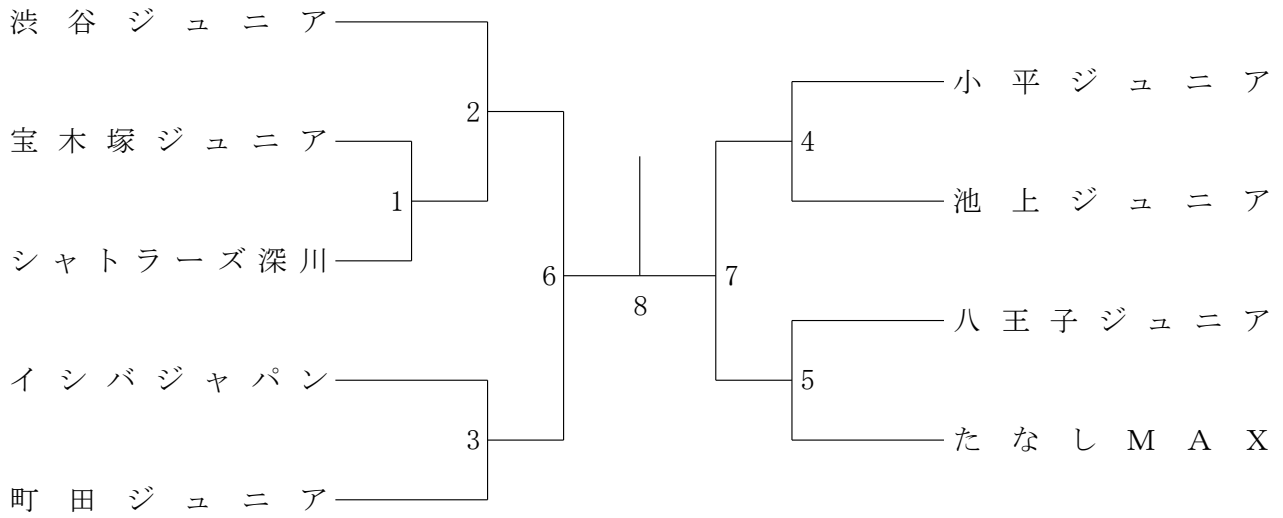 渋谷ジュニア
宝木塚ジュニア
シャトラーズ深川
イシバジャパン
町田ジュニア
1
2
3
6
8
7
4
5
小平ジュニア
池上ジュニア
八王子ジュニア
たなしMAX